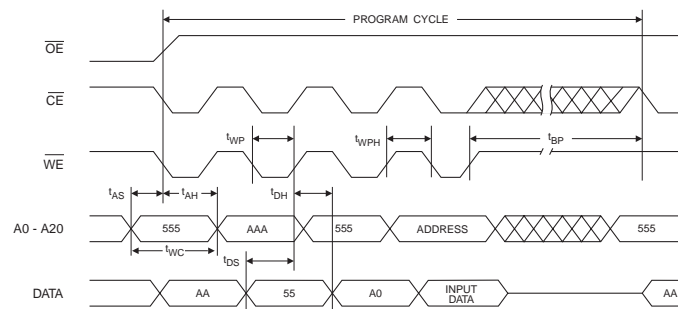 PROGRAM CYCLE
OE
CE
tWP
tWPH
tBP
WE
tAS
tAH
tDH
A0 - A20
555
AAA
555
ADDRESS
555
tWC
tDS
DATA
AA
55
A0
INPUT
DATA
AA